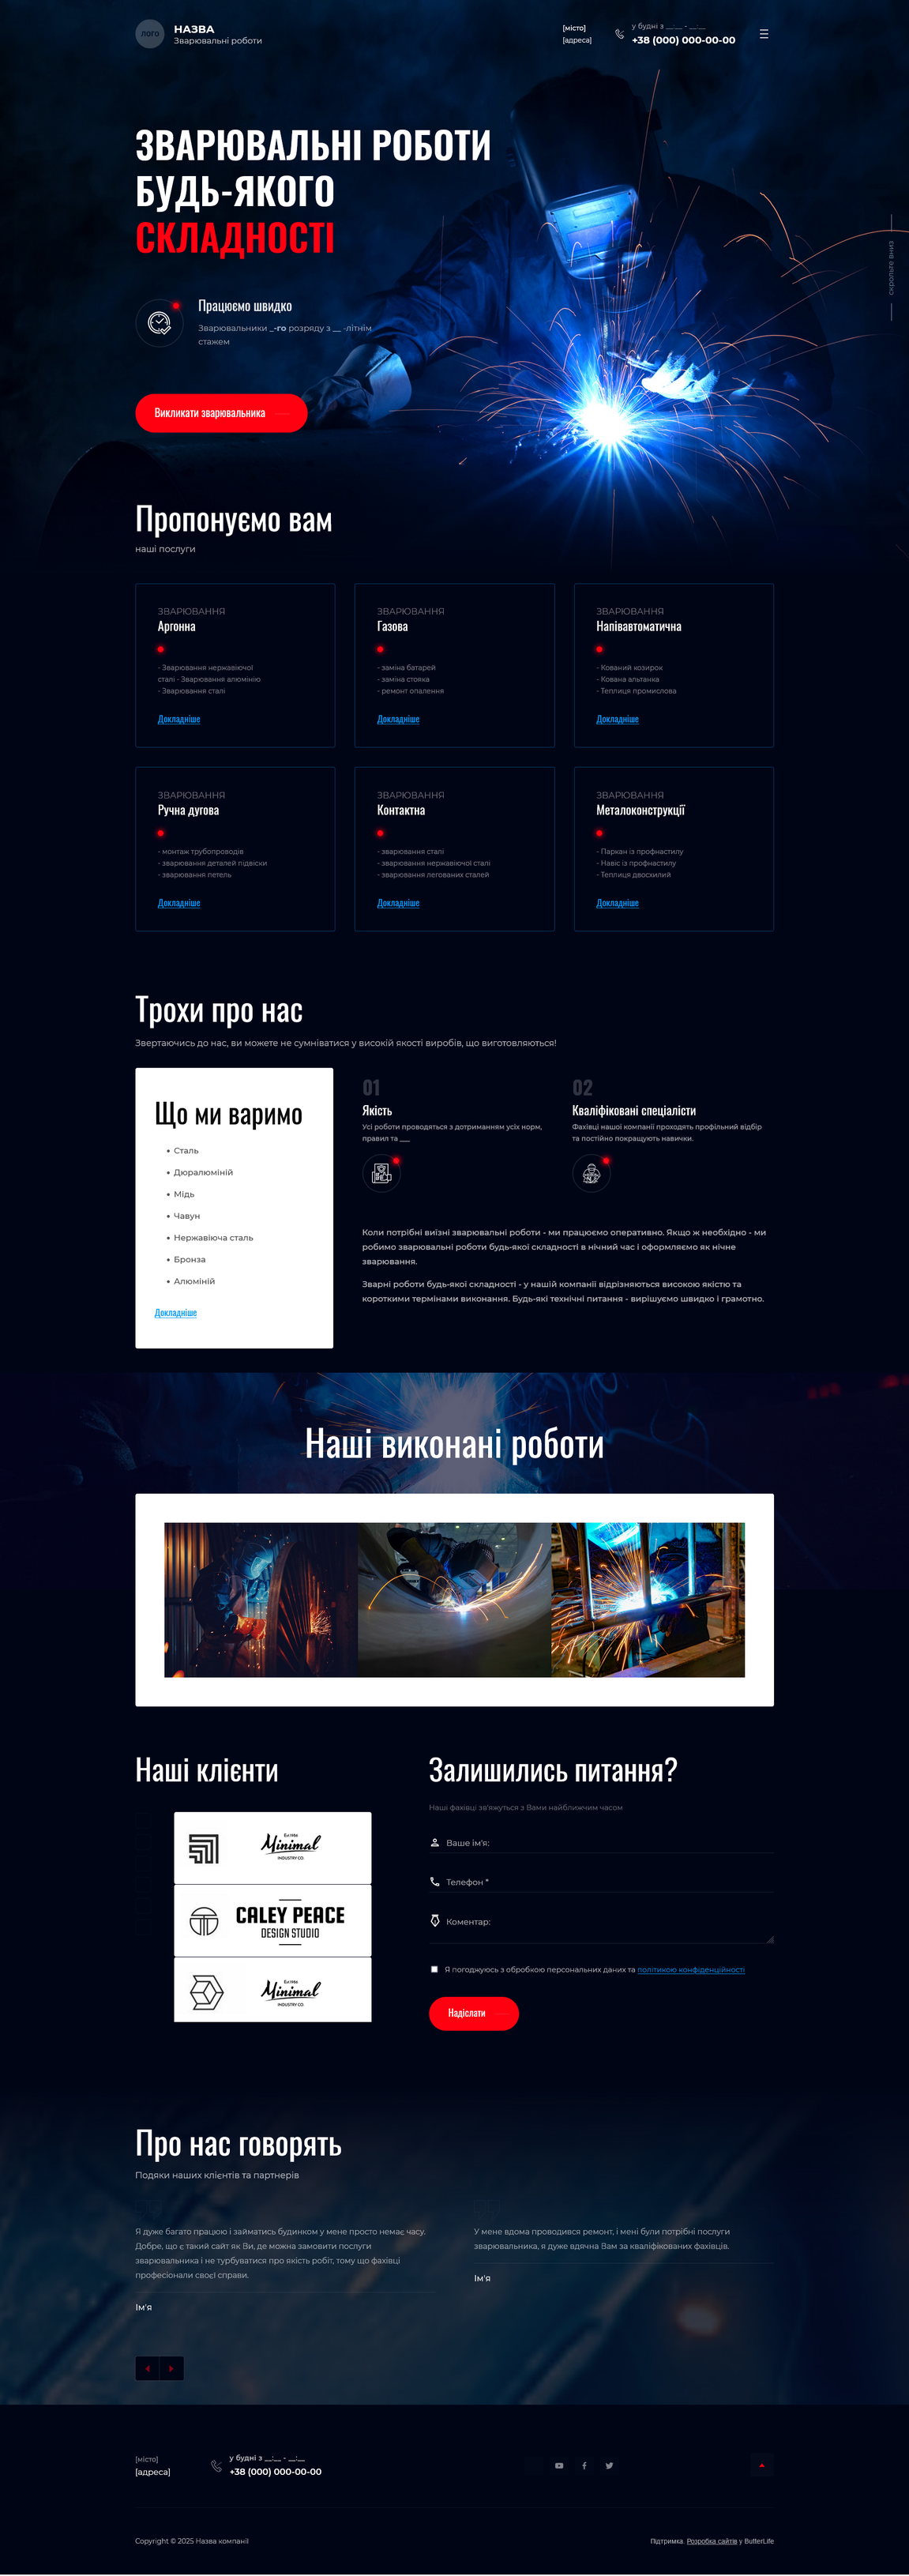 ЛОГО
НАЗВА
Зварювальні роботи
[місто]
[адреса]
у будні з __:__ - __:__
+38 (000) 000-00-00
ЗВАРЮВАЛЬНІ РОБОТИ
БУДЬ-ЯКОГО
СКЛАДНОСТІ
скрольте вниз
Працюємо швидко
Зварювальники _-го розряду з __ -літнім
стажем
Викликати зварювальника
Пропонуємо вам
наші послуги
ЗВАРЮВАННЯ
Аргонна
- Зварювання нержавіючої
сталі - Зварювання алюмінію
- Зварювання сталі
Докладніше
ЗВАРЮВАННЯ
Газова
- заміна батарей
- заміна стояка
- ремонт опалення
Докладніше
ЗВАРЮВАННЯ
Напівавтоматична
- Кований козирок
- Кована альтанка
- Теплиця промислова
Докладніше
ЗВАРЮВАННЯ
Ручна дугова
- монтаж трубопроводів
- зварювання деталей підвіски
- зварювання петель
Докладніше
ЗВАРЮВАННЯ
Контактна
- зварювання сталі
- зварювання нержавіючої сталі
- зварювання легованих сталей
Докладніше
ЗВАРЮВАННЯ
Металоконструкції
- Паркан із профнастилу
- Навіс із профнастилу
- Теплиця двосхилий
Докладніше
Трохи про нас
Звертаючись до нас, ви можете не сумніватися у високій якості виробів, що виготовляються!
Що ми варимо
Сталь
Дюралюміній
Мідь
Чавун
Нержавіюча сталь
Бронза
Алюміній
Докладніше
01
Якість
Усі роботи проводяться з дотриманням усіх норм,
правил та ___
02
Кваліфіковані спеціалісти
Фахівці нашої компанії проходять профільний відбір
та постійно покращують навички.
Коли потрібні виїзні зварювальні роботи - ми працюємо оперативно. Якщо ж необхідно - ми
робимо зварювальні роботи будь-якої складності в нічний час і оформляємо як нічне
зварювання.
Зварні роботи будь-якої складності - у нашій компанії відрізняються високою якістю та
короткими термінами виконання. Будь-які технічні питання - вирішуємо швидко і грамотно.
Наші виконані роботи
Наші клієнти
Minimal
INDUSTRY CO
CALEY PEACE
DESIGN STUDIO
Minimal
INDUSTRY CO
Залишились питання?
Наші фахівці зв'яжуться з Вами найближчим часом
Ваше ім'я:
Телефон *
Коментар:
Я погоджуюсь з обробкою персональних даних та політикою конфіденційності
Надіслати
Про нас говорять
Подяки наших клієнтів та партнерів
Я дуже багато працюю і займатись будинком у мене просто немає часу.
Добре, що є такий сайт як Ви, де можна замовити послуги
зварювальника і не турбуватися про якість робіт, тому що фахівці
професіонали своєї справи.
Ім'я
У мене вдома проводився ремонт, і мені були потрібні послуги
зварювальника, я дуже вдячна Вам за кваліфікованих фахівців.
Ім'я
[місто]
[адреса]
у будні з __:__ - __:__
+38 (000) 000-00-00
Copyright © 2025 Назва компанії
Підтримка. Розробка сайтів у ButterLife